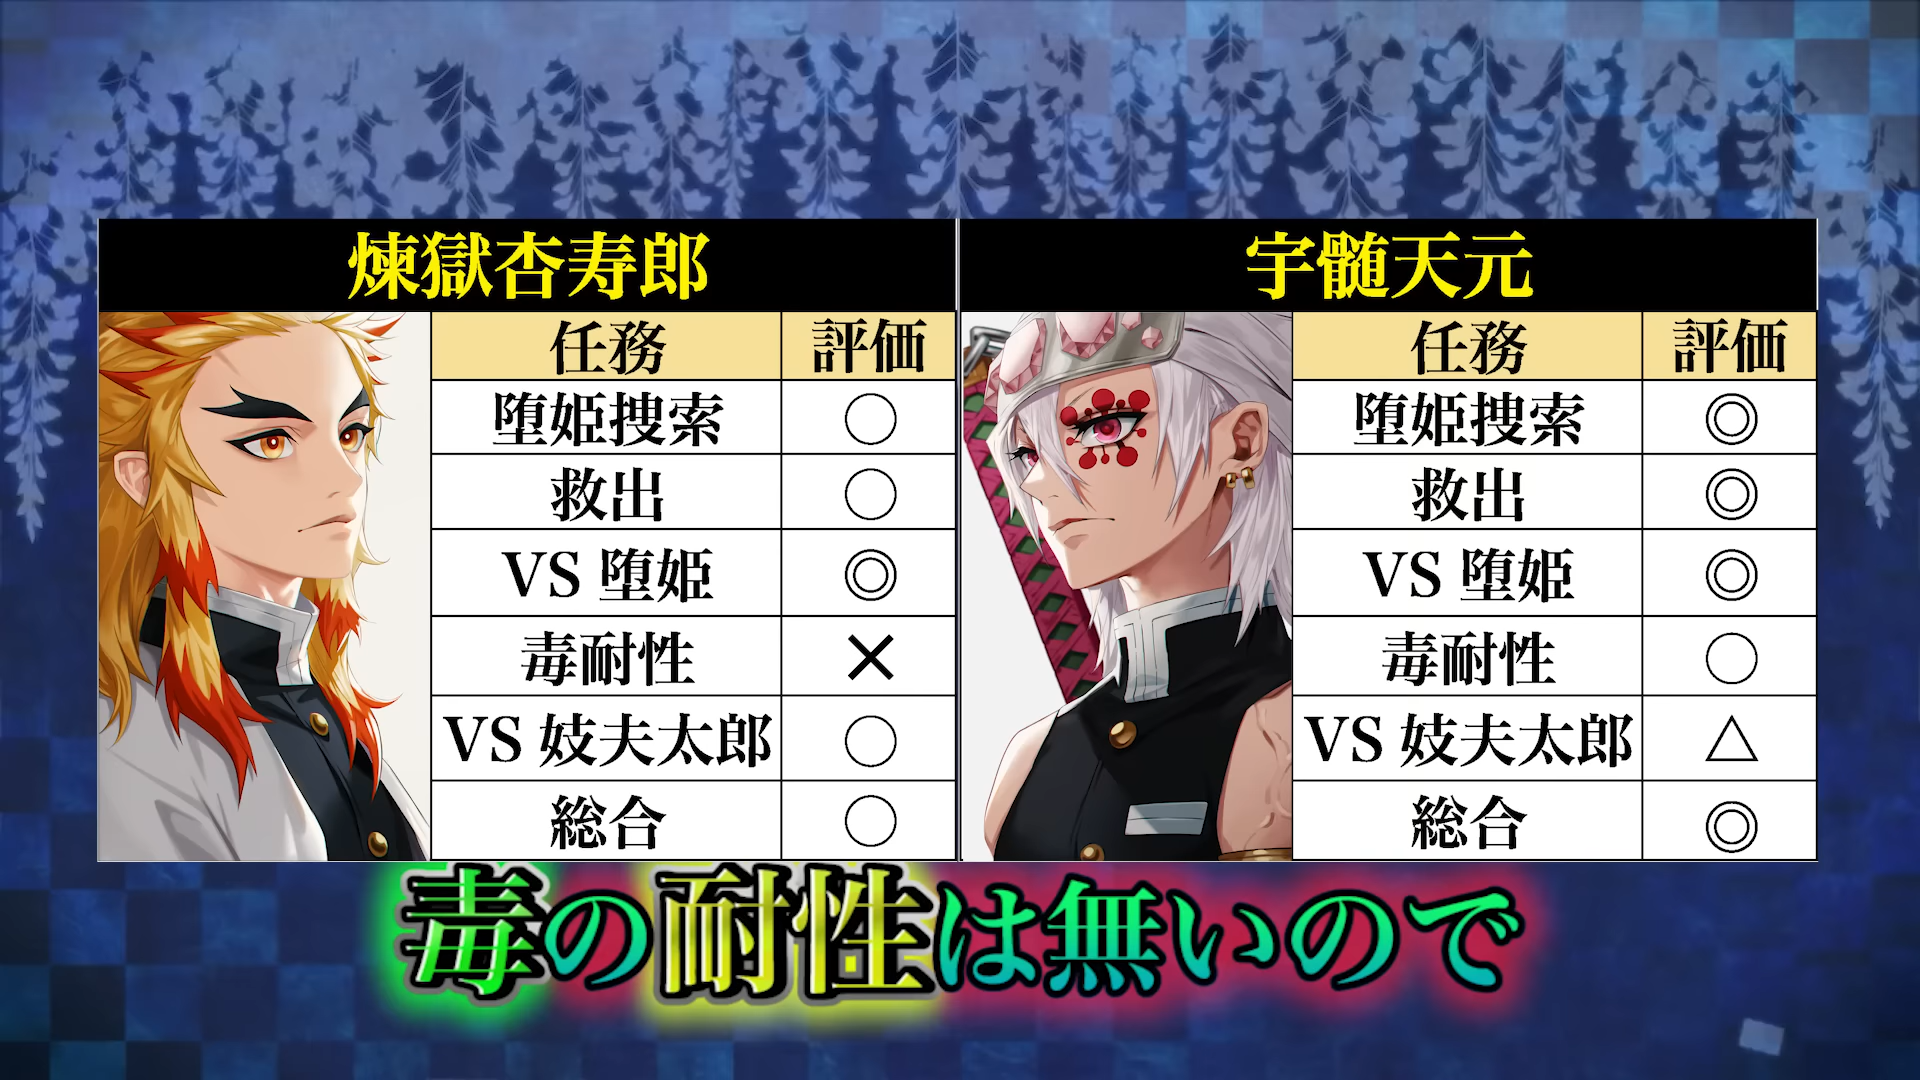 煉獄杏寿郎
任務 評価
堕姫捜索 ○
救出 ○
VS 堕姫 ◎
毒耐性 ×
VS 妓夫太郎 ○
総合 ○
宇髄天元
任務 評価
堕姫捜索 ◎
救出 ◎
VS 堕姫 ◎
毒耐性 ○
VS 妓夫太郎 △
総合 ◎
毒の耐性は無いので